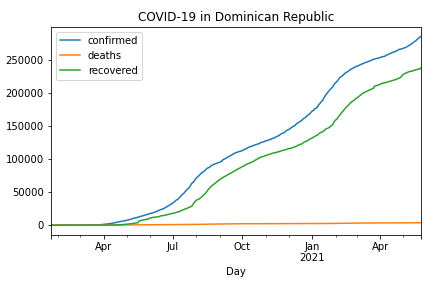 COVID-19 in Dominican Republic
confirmed
deaths
recovered
250000
200000
150000
100000
50000
0
Apr Jul Oct Jan Apr
2021
Day